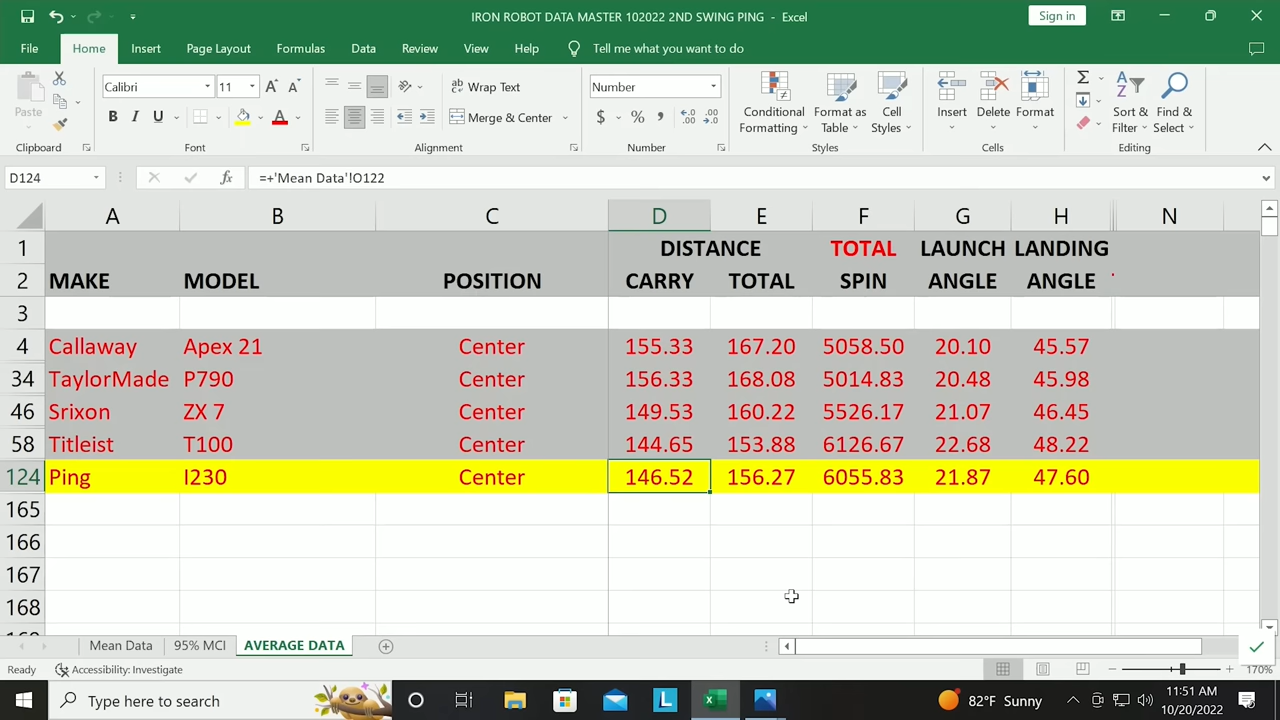 IRON ROBOT DATA MASTER 102022 2ND SWING PING - Excel
Sign in
File Home Insert Page Layout Formulas Data Review View Help Tell me what you want to do
Paste
Calibri 11 A A
B I U A
Wrap Text
Merge & Center
Number
$ % ,
Conditional Formatting
Format as Table
Cell Styles
Insert Delete Format
Sort & Filter
Find & Select
Clipboard Font Alignment Number Styles Cells Editing
D124 fx =+'Mean Data'!O122
A B C D E F G H N
1 DISTANCE TOTAL LAUNCH LANDING
2 MAKE MODEL POSITION CARRY TOTAL SPIN ANGLE ANGLE
3
4 Callaway Apex 21 Center 155.33 167.20 5058.50 20.10 45.57
34 TaylorMade P790 Center 156.33 168.08 5014.83 20.48 45.98
46 Srixon ZX 7 Center 149.53 160.22 5526.17 21.07 46.45
58 Titleist T100 Center 144.65 153.88 6126.67 22.68 48.22
124 Ping I230 Center 146.52 156.27 6055.83 21.87 47.60
165
166
167
168
Mean Data 95% MCI AVERAGE DATA
Ready Accessibility: Investigate 170%
Type here to search 82°F Sunny 11:51 AM
10/20/2022